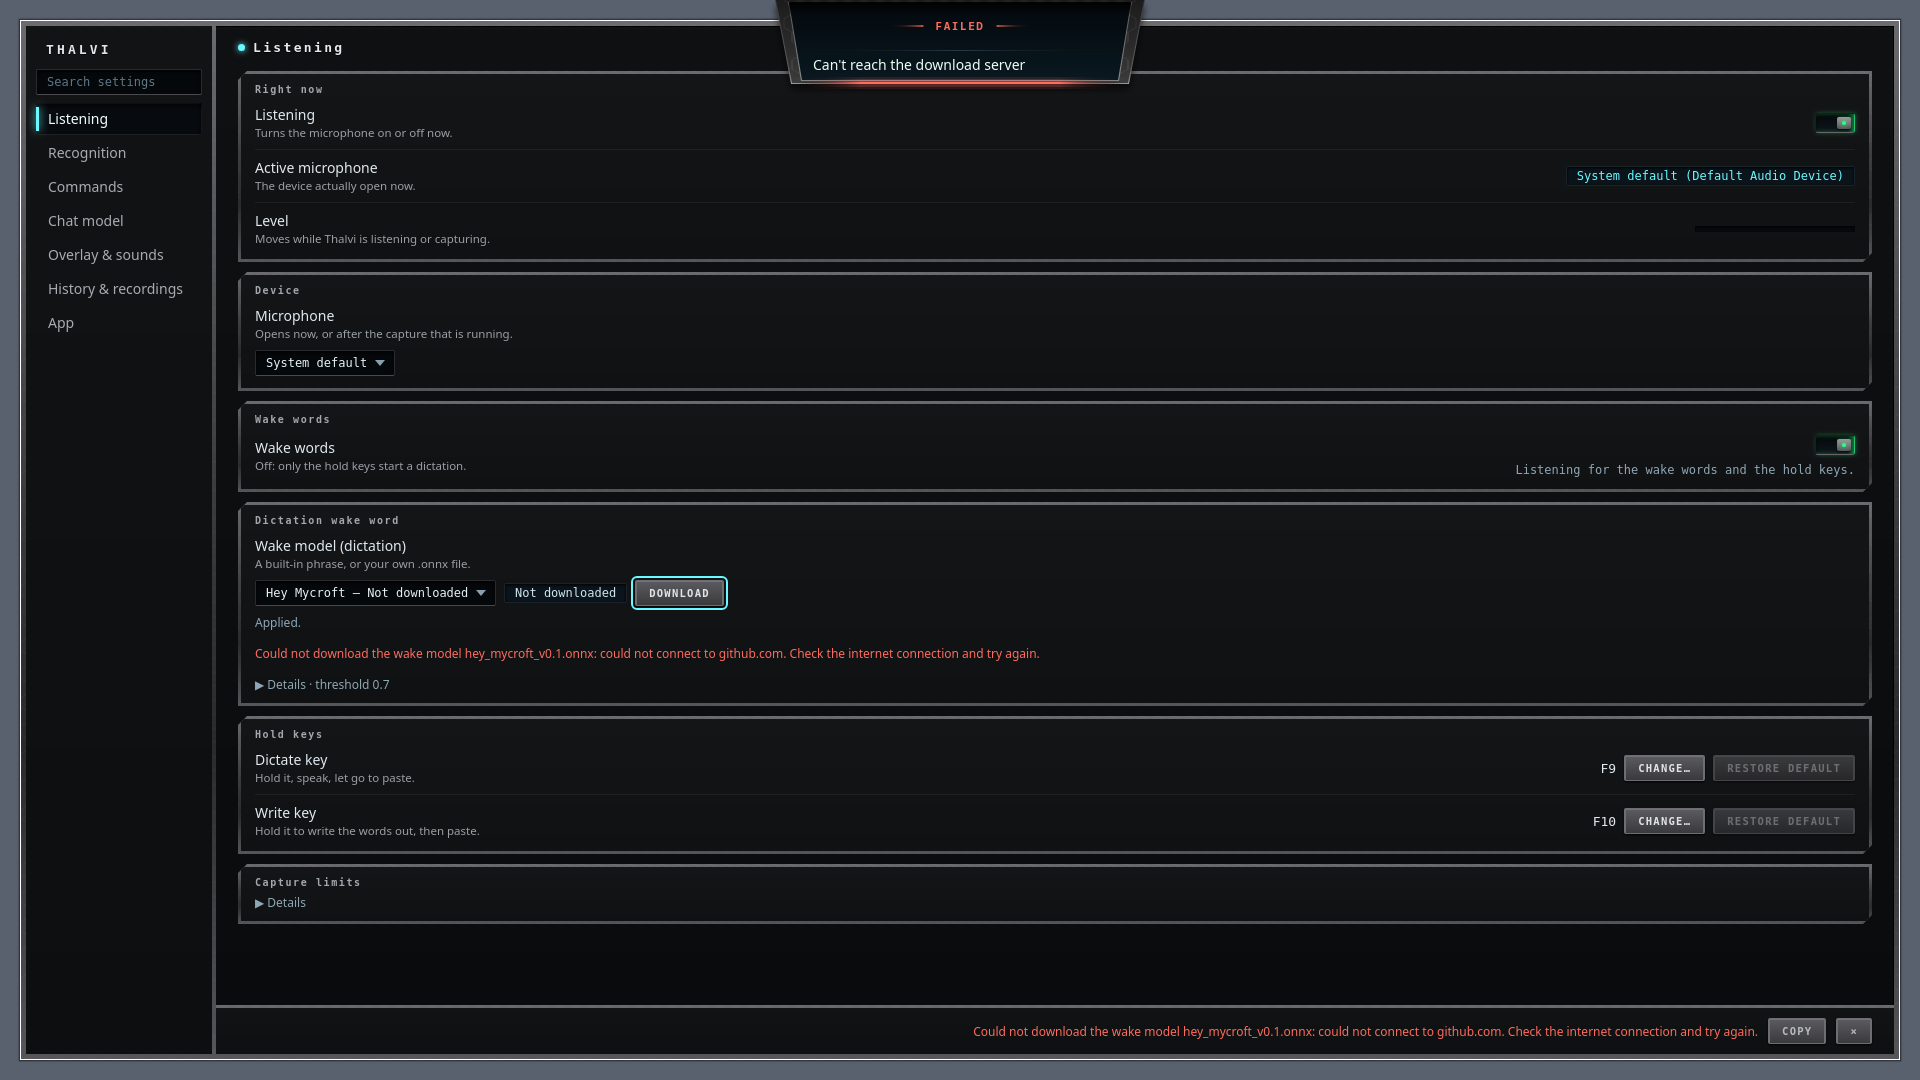 FAILED
Can't reach the download server
THALVI
Search settings
Listening
Recognition
Commands
Chat model
Overlay & sounds
History & recordings
App
Listening
Right now
Listening
Turns the microphone on or off now.
Active microphone
The device actually open now.
System default (Default Audio Device)
Level
Moves while Thalvi is listening or capturing.
Device
Microphone
Opens now, or after the capture that is running.
System default
Wake words
Wake words
Off: only the hold keys start a dictation.
Listening for the wake words and the hold keys.
Dictation wake word
Wake model (dictation)
A built-in phrase, or your own .onnx file.
Hey Mycroft — Not downloaded
Not downloaded
DOWNLOAD
Applied.
Could not download the wake model hey_mycroft_v0.1.onnx: could not connect to github.com. Check the internet connection and try again.
▶ Details · threshold 0.7
Hold keys
Dictate key
Hold it, speak, let go to paste.
F9
CHANGE…
RESTORE DEFAULT
Write key
Hold it to write the words out, then paste.
F10
CHANGE…
RESTORE DEFAULT
Capture limits
▶ Details
Could not download the wake model hey_mycroft_v0.1.onnx: could not connect to github.com. Check the internet connection and try again.
COPY
×